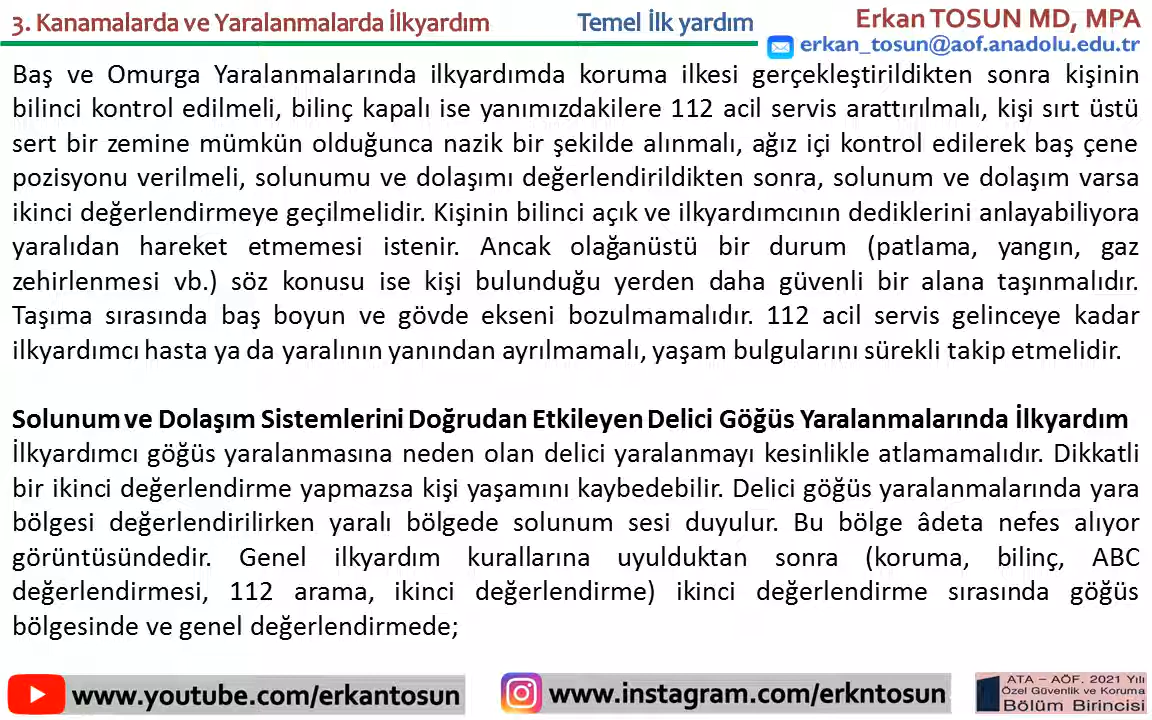 3. Kanamalarda ve Yaralanmalarda İlkyardım
Temel İlk yardım
Erkan TOSUN MD, MPA
erkan_tosun@aof.anadolu.edu.tr
Baş ve Omurga Yaralanmalarında ilkyardımda koruma ilkesi gerçekleştirildikten sonra kişinin
bilinci kontrol edilmeli, bilinç kapalı ise yanımızdakilere 112 acil servis arattırılmalı, kişi sırt üstü
sert bir zemine mümkün olduğunca nazik bir şekilde alınmalı, ağız içi kontrol edilerek baş çene
pozisyonu verilmeli, solunumu ve dolaşımı değerlendirildikten sonra, solunum ve dolaşım varsa
ikinci değerlendirmeye geçilmelidir. Kişinin bilinci açık ve ilkyardımcının dediklerini anlayabiliyora
yaralıdan hareket etmemesi istenir. Ancak olağanüstü bir durum (patlama, yangın, gaz
zehirlenmesi vb.) söz konusu ise kişi bulunduğu yerden daha güvenli bir alana taşınmalıdır.
Taşıma sırasında baş boyun ve gövde ekseni bozulmamalıdır. 112 acil servis gelinceye kadar
ilkyardımcı hasta ya da yaralının yanından ayrılmamalı, yaşam bulgularını sürekli takip etmelidir.
Solunum ve Dolaşım Sistemlerini Doğrudan Etkileyen Delici Göğüs Yaralanmalarında İlkyardım
İlkyardımcı göğüs yaralanmasına neden olan delici yaralanmayı kesinlikle atlamamalıdır. Dikkatli
bir ikinci değerlendirme yapmazsa kişi yaşamını kaybedebilir. Delici göğüs yaralanmalarında yara
bölgesi değerlendirilirken yaralı bölgede solunum sesi duyulur. Bu bölge âdeta nefes alıyor
görüntüsündedir. Genel ilkyardım kurallarına uyulduktan sonra (koruma, bilinç, ABC
değerlendirmesi, 112 arama, ikinci değerlendirme) ikinci değerlendirme sırasında göğüs
bölgesinde ve genel değerlendirmede;
www.youtube.com/erkantosun
www.instagram.com/erkntosun
ATA – AÖF. 2021 Yılı
Özel Güvenlik ve Koruma
Bölüm Birincisi